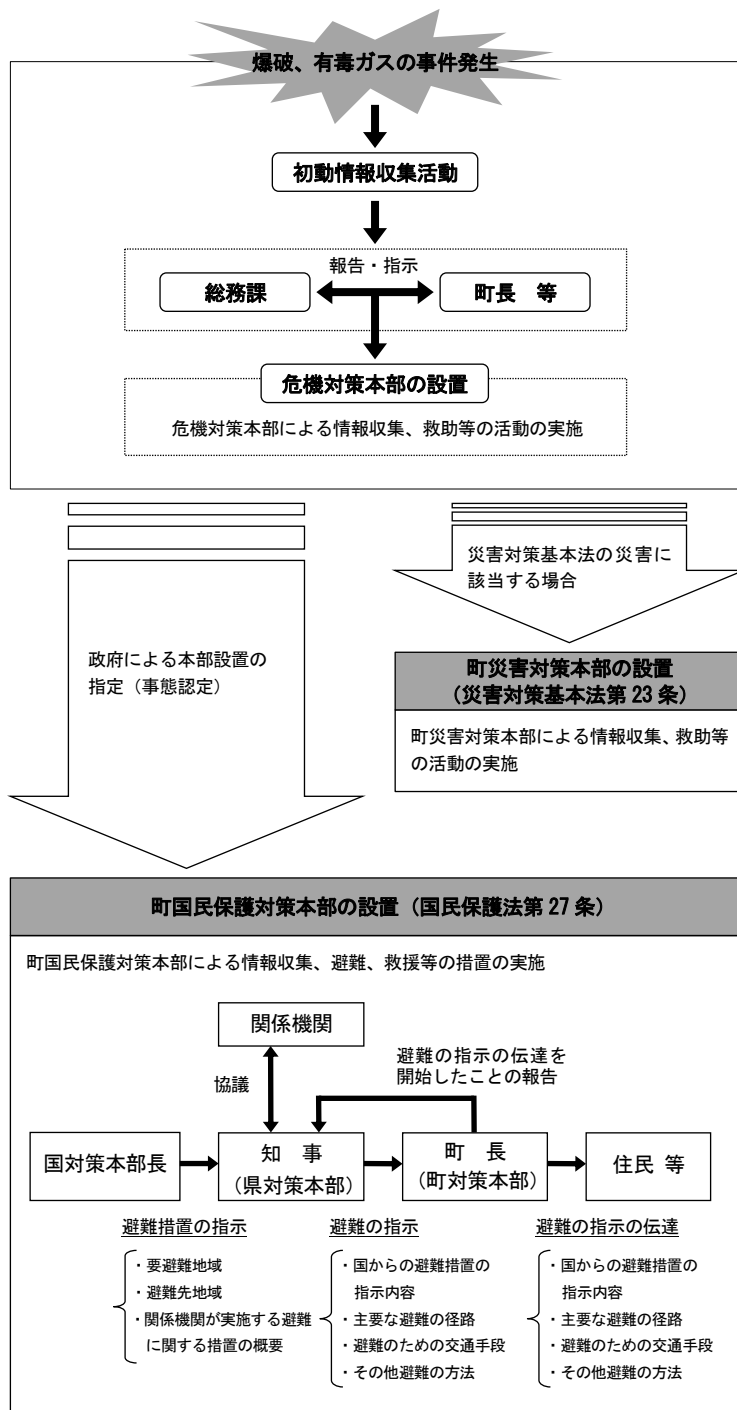 爆破、有毒ガスの事件発生
初動情報収集活動
報告・指示
総務課
町長　等
危機対策本部の設置
危機対策本部による情報収集、救助等の活動の実施
政府による本部設置の
指定（事態認定）
災害対策基本法の災害に
該当する場合
町災害対策本部の設置
（災害対策基本法第 23 条）
町災害対策本部による情報収集、救助等
の活動の実施
町国民保護対策本部の設置（国民保護法第 27 条）
町国民保護対策本部による情報収集、避難、救援等の措置の実施
関係機関
協議
避難の指示の伝達を
開始したことの報告
国対策本部長
知　事
（県対策本部）
町　長
（町対策本部）
住民 等
避難措置の指示
・要避難地域
・避難先地域
・関係機関が実施する避難
に関する措置の概要
避難の指示
・国からの避難措置の
指示内容
・主要な避難の径路
・避難のための交通手段
・その他避難の方法
避難の指示の伝達
・国からの避難措置の
指示内容
・主要な避難の径路
・避難のための交通手段
・その他避難の方法